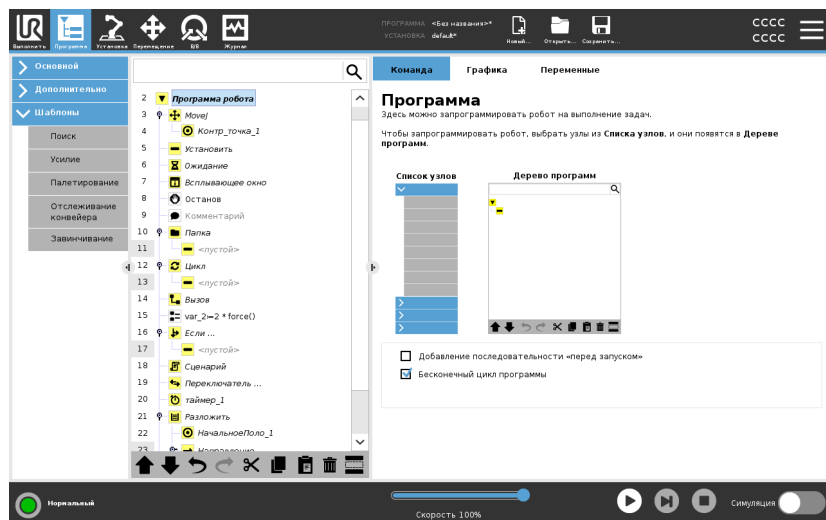 ПРОГРАММА <Без названия>*
УСТАНОВКА default*
CCCC
CCCC
Выполнить Программа Установка Перемещение В/В Журнал
Новый... Открыть... Сохранить...
Основной
Дополнительно
Шаблоны
Поиск
Усилие
Палетирование
Отслеживание
конвейера
Завинчивание
2 Программа робота
3 MoveJ
4 Контр_точка_1
5 Установить
6 Ожидание
7 Всплывающее окно
8 Останов
9 Комментарий
10 Папка
11 <пустой>
12 Цикл
13 <пустой>
14 Вызов
15 var_2≔2 * force()
16 Если ...
17 <пустой>
18 Сценарий
19 Переключатель ...
20 таймер_1
21 Разложить
22 НачальноеПоло_1
23 Направление
Команда Графика Переменные
Программа
Здесь можно запрограммировать робот на выполнение задач.
Чтобы запрограммировать робот, выбрать узлы из Списка узлов, и они появятся в Дереве
программ.
Список узлов Дерево программ
Добавление последовательности «перед запуском»
Бесконечный цикл программы
Нормальный
Скорость 100%
Симуляция